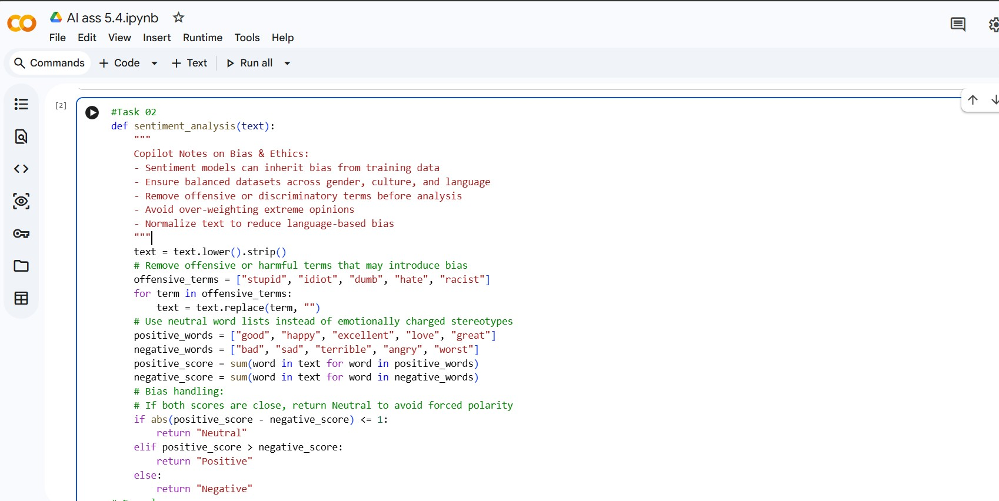 AI ass 5.4.ipynb
File Edit View Insert Runtime Tools Help
Commands + Code + Text Run all
[2]
#Task 02
def sentiment_analysis(text):
    """
    Copilot Notes on Bias & Ethics:
    - Sentiment models can inherit bias from training data
    - Ensure balanced datasets across gender, culture, and language
    - Remove offensive or discriminatory terms before analysis
    - Avoid over-weighting extreme opinions
    - Normalize text to reduce language-based bias
    """
    text = text.lower().strip()
    # Remove offensive or harmful terms that may introduce bias
    offensive_terms = ["stupid", "idiot", "dumb", "hate", "racist"]
    for term in offensive_terms:
        text = text.replace(term, "")
    # Use neutral word lists instead of emotionally charged stereotypes
    positive_words = ["good", "happy", "excellent", "love", "great"]
    negative_words = ["bad", "sad", "terrible", "angry", "worst"]
    positive_score = sum(word in text for word in positive_words)
    negative_score = sum(word in text for word in negative_words)
    # Bias handling:
    # If both scores are close, return Neutral to avoid forced polarity
    if abs(positive_score - negative_score) <= 1:
        return "Neutral"
    elif positive_score > negative_score:
        return "Positive"
    else:
        return "Negative"